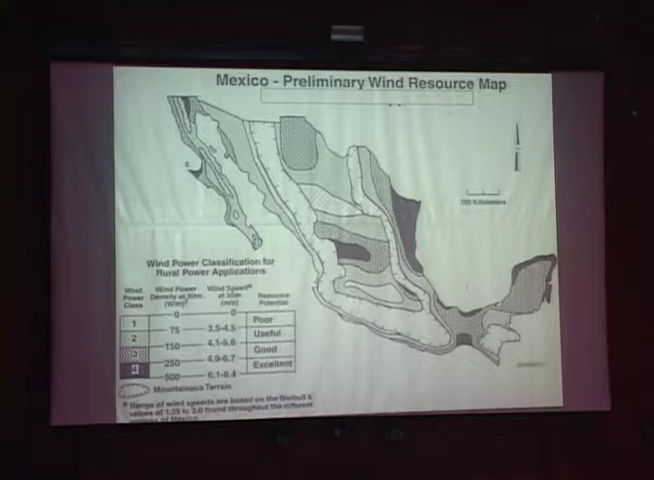 Mexico - Preliminary Wind Resource Map
Wind Power Classification for
Rural Power Applications
Wind
Power
Class
Wind Power
Density at 30m
(W/m)²
Wind Speed*
at 30m
(m/s)
Resource
Potential
0 0
1 Poor
75 3.5-4.5
2 Useful
150 4.1-5.6
3 Good
250 4.9-6.7
4 Excellent
500 6.1-8.4
Mountainous Terrain
* Range of wind speeds are based on the Weibull k
values of 1.25 to 3.0 found throughout the different
Kilometers